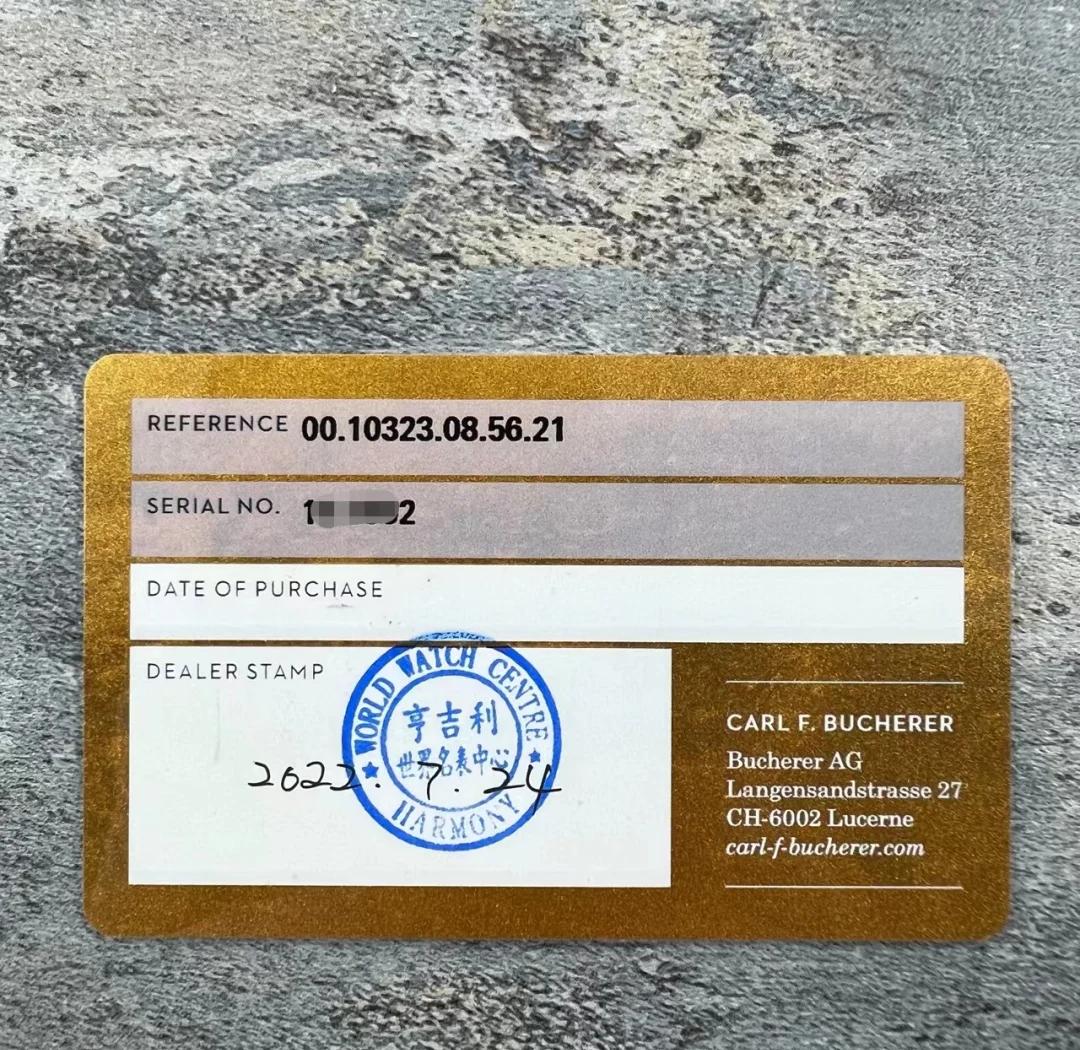 REFERENCE 00.10323.08.56.21
SERIAL NO.
DATE OF PURCHASE
DEALER STAMP
WORLD WATCH CENTRE
亨吉利
世界名表中心
2022.7.24
HARMONY
CARL F. BUCHERER
Bucherer AG
Langensandstrasse 27
CH-6002 Lucerne
carl-f-bucherer.com